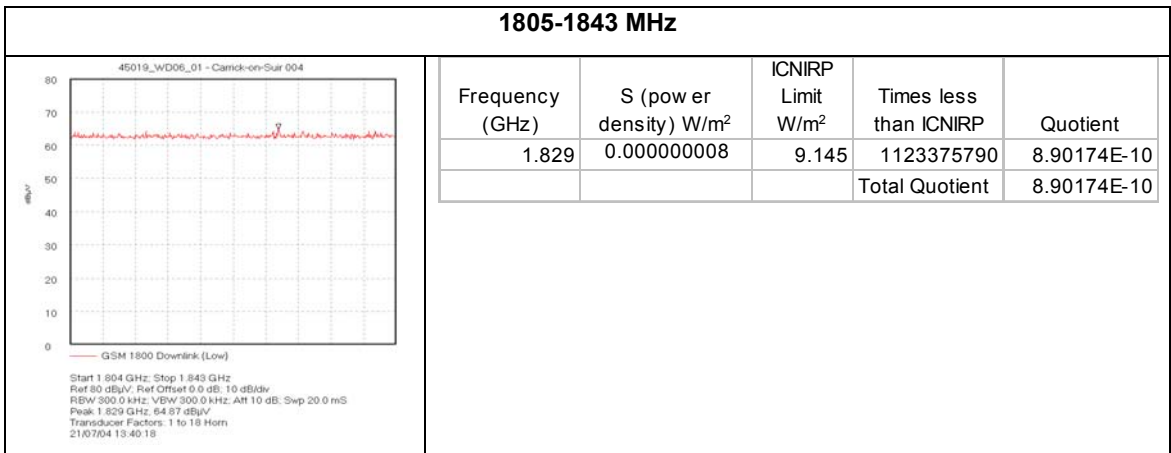 1805-1843 MHz
45019_WD06_01 - Carrick-on-Suir 004
80
70
60
50
40
30
20
10
0
dBµV
GSM 1800 Downlink (Low)
Start 1.804 GHz; Stop 1.843 GHz
Ref 80 dBµV; Ref Offset 0.0 dB; 10 dB/div
RBW 300.0 kHz; VBW 300.0 kHz; Att 10 dB; Swp 20.0 mS
Peak 1.829 GHz, 64.87 dBµV
Transducer Factors: 1 to 18 Horn
21/07/04 13:40:18
Frequency (GHz) S (pow er density) W/m² ICNIRP Limit W/m² Times less than ICNIRP Quotient
1.829 0.000000008 9.145 1123375790 8.90174E-10
Total Quotient 8.90174E-10